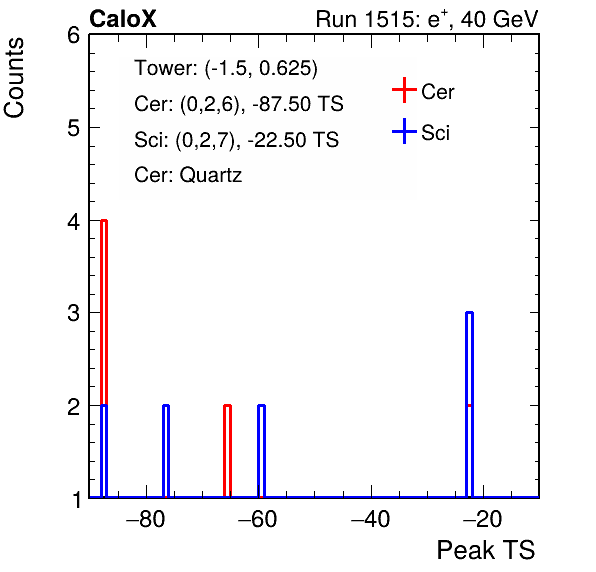 CaloX Run 1515: e+, 40 GeV
Counts
6
5
4
3
2
1
Tower: (-1.5, 0.625)
Cer: (0,2,6), -87.50 TS
Sci: (0,2,7), -22.50 TS
Cer: Quartz
Cer
Sci
−80 −60 −40 −20
Peak TS